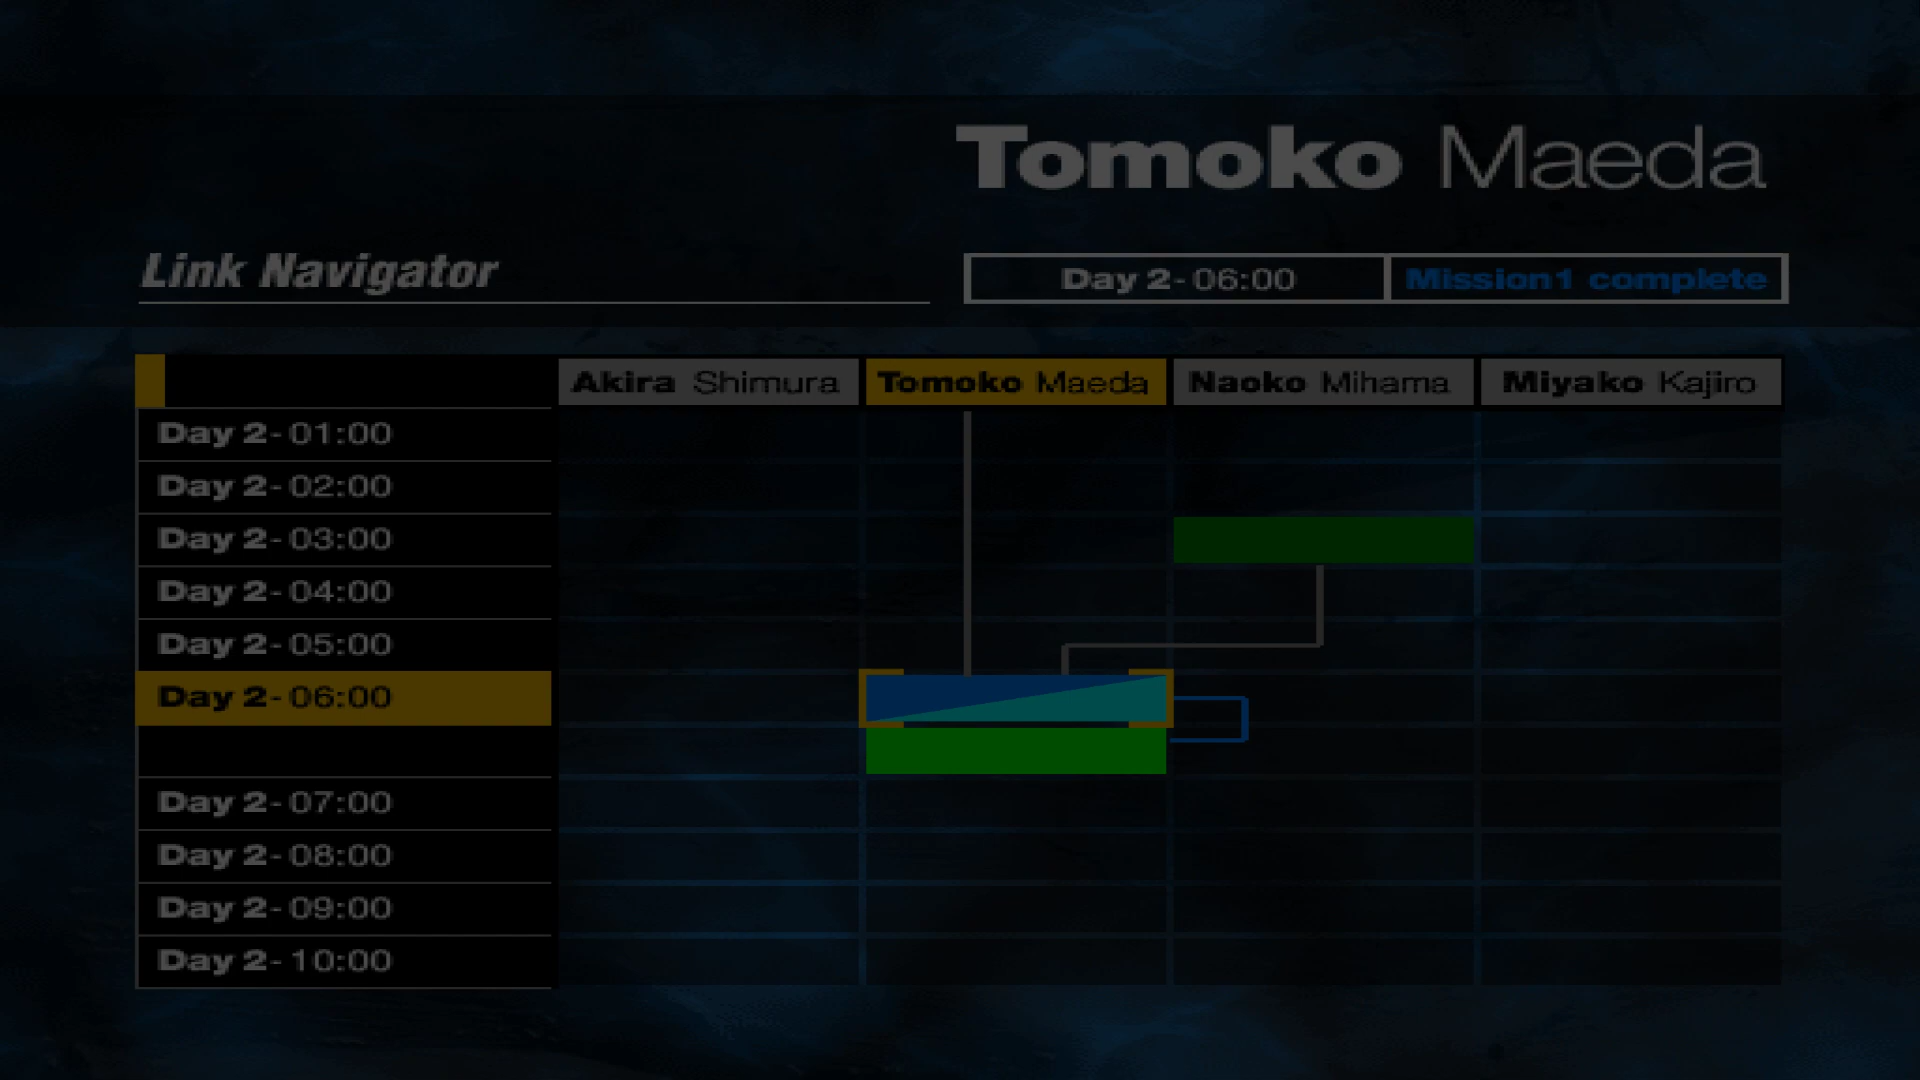 Tomoko Maeda
Link Navigator
Day 2- 06:00
Mission1 complete
Akira Shimura
Tomoko Maeda
Naoko Mihama
Miyako Kajiro
Day 2- 01:00
Day 2- 02:00
Day 2- 03:00
Day 2- 04:00
Day 2- 05:00
Day 2- 06:00
Day 2- 07:00
Day 2- 08:00
Day 2- 09:00
Day 2- 10:00